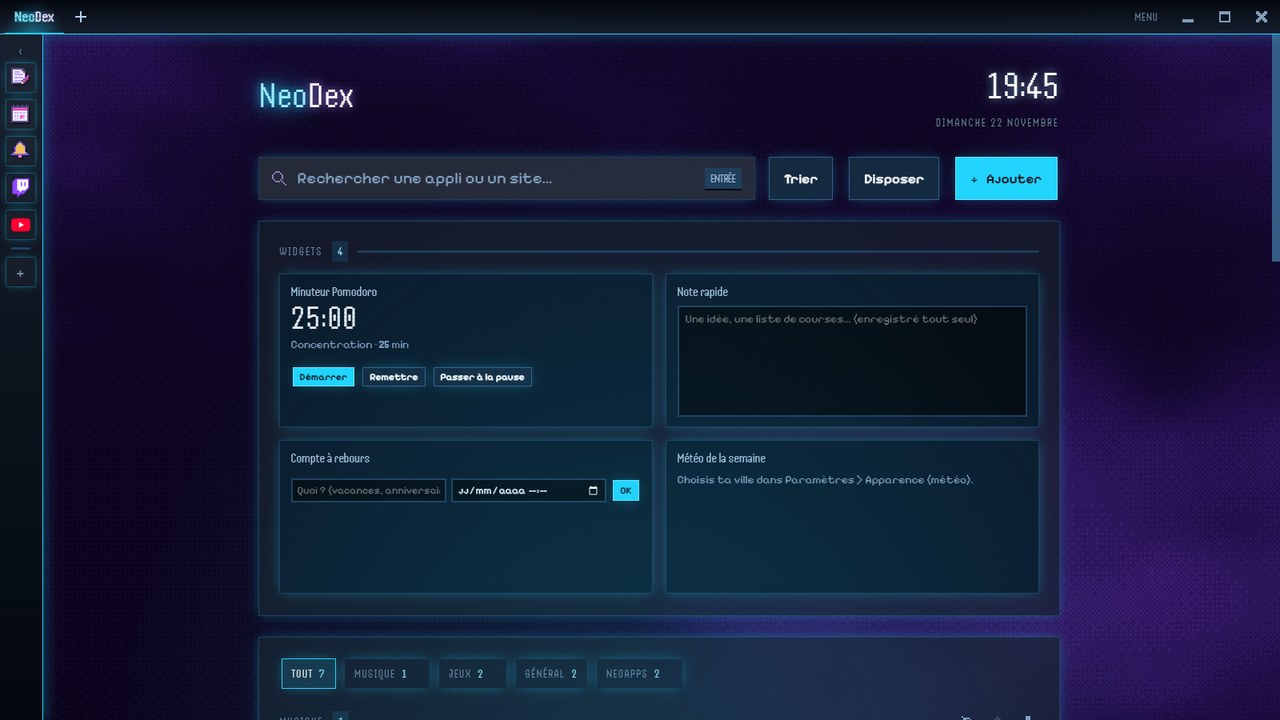 NeoDex
MENU
NeoDex
19:45
DIMANCHE 22 NOVEMBRE
Rechercher une appli ou un site...
ENTRÉE
Trier
Disposer
+ Ajouter
WIDGETS 4
Minuteur Pomodoro
25:00
Concentration · 25 min
Démarrer
Remettre
Passer à la pause
Note rapide
Une idée, une liste de courses... (enregistré tout seul)
Compte à rebours
Quoi ? (vacances, anniversai
jj/mm/aaaa --:--
OK
Météo de la semaine
Choisis ta ville dans Paramètres > Apparence (météo).
TOUT 7
MUSIQUE 1
JEUX 2
GÉNÉRAL 2
NEOAPPS 2
MUSIQUE 1